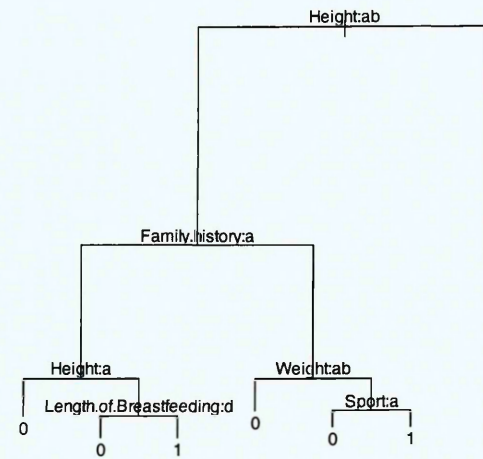 Height:ab
Family.history:a
Height:a
Weight:ab
Length.of.Breastfeeding:d
Sport:a
0
0
0
1
0
1